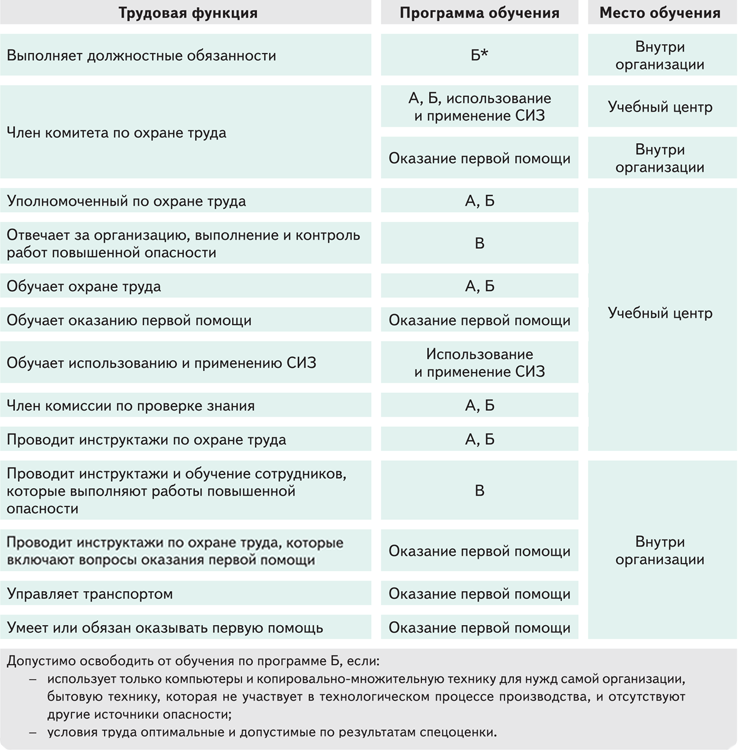 Трудовая функция
Программа обучения
Место обучения
Выполняет должностные обязанности
Б*
Внутри
организации
Член комитета по охране труда
А, Б, использование
и применение СИЗ
Учебный центр
Оказание первой помощи
Внутри
организации
Уполномоченный по охране труда
А, Б
Учебный центр
Отвечает за организацию, выполнение и контроль
работ повышенной опасности
В
Обучает охране труда
А, Б
Обучает оказанию первой помощи
Оказание первой помощи
Обучает использованию и применению СИЗ
Использование
и применение СИЗ
Член комиссии по проверке знания
А, Б
Проводит инструктажи по охране труда
А, Б
Проводит инструктажи и обучение сотрудников,
которые выполняют работы повышенной
опасности
В
Внутри
организации
Проводит инструктажи по охране труда, которые
включают вопросы оказания первой помощи
Оказание первой помощи
Управляет транспортом
Оказание первой помощи
Умеет или обязан оказывать первую помощь
Оказание первой помощи
Допустимо освободить от обучения по программе Б, если:
– использует только компьютеры и копировально-множительную технику для нужд самой организации,
бытовую технику, которая не участвует в технологическом процессе производства, и отсутствуют
другие источники опасности;
– условия труда оптимальные и допустимые по результатам спецоценки.